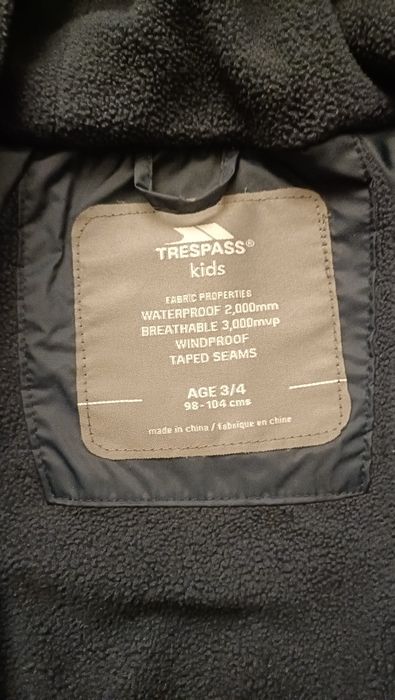 TRESPASS®
kids
FABRIC PROPERTIES
WATERPROOF 2,000mm
BREATHABLE 3,000mvp
WINDPROOF
TAPED SEAMS
AGE 3/4
98-104 cms
made in china / fabrique en chine